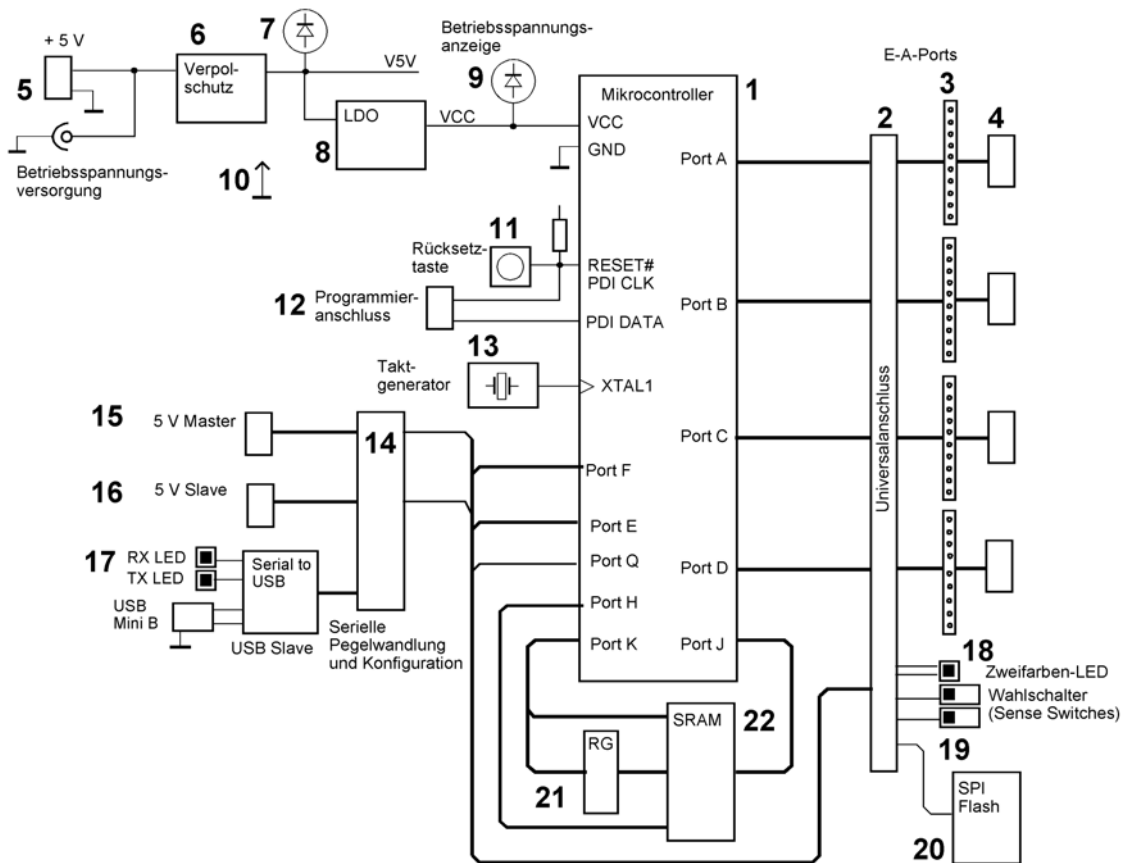 + 5 V
5
6
Verpol-
schutz
7
V5V
Betriebsspannungs-
versorgung
LDO
8
VCC
Betriebsspannungs-
anzeige
9
10
1
Mikrocontroller
VCC
GND
RESET#
PDI CLK
PDI DATA
XTAL1
Port F
Port E
Port Q
Port H
Port K
Port A
Port B
Port C
Port D
Port J
11
Rücksetz-
taste
12
Programmier-
anschluss
13
Takt-
generator
14
15
5 V Master
16
5 V Slave
17
RX LED
TX LED
USB
Mini B
Serial to
USB
USB Slave
Serielle
Pegelwandlung
und Konfiguration
E-A-Ports
2
3
4
Universalanschluss
18
Zweifarben-LED
Wahlschalter
(Sense Switches)
19
20
SPI
Flash
RG
21
SRAM
22